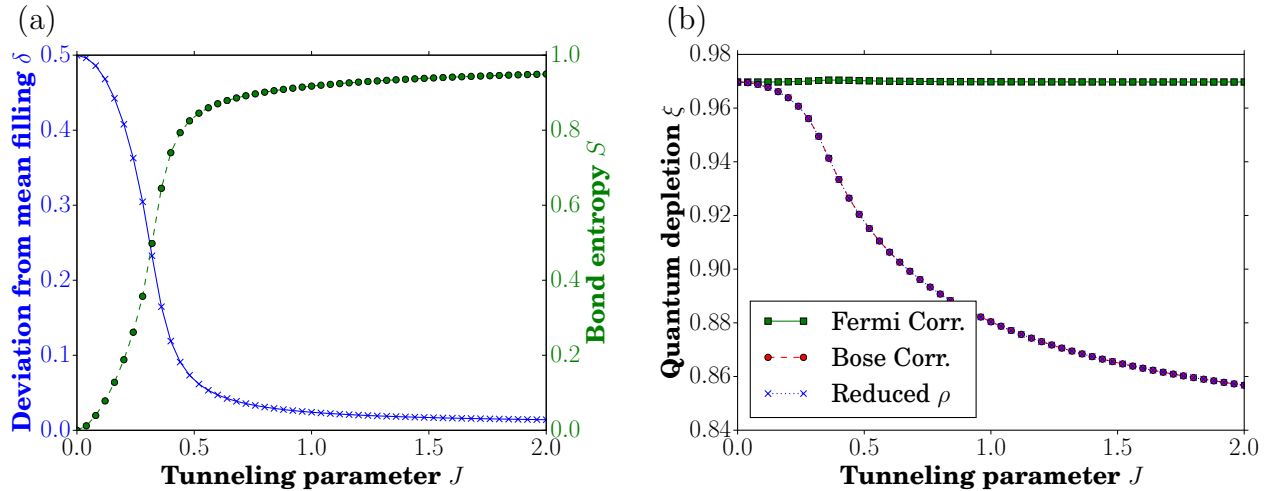 (a)
Deviation from mean filling δ
0.5
0.4
0.3
0.2
0.1
0.0
0.0 0.5 1.0 1.5 2.0
Tunneling parameter J
1.0
0.8
0.6
0.4
0.2
0.0
Bond entropy S
(b)
Quantum depletion ξ
0.98
0.96
0.94
0.92
0.90
0.88
0.86
0.84
Fermi Corr.
Bose Corr.
Reduced ρ
0.0 0.5 1.0 1.5 2.0
Tunneling parameter J